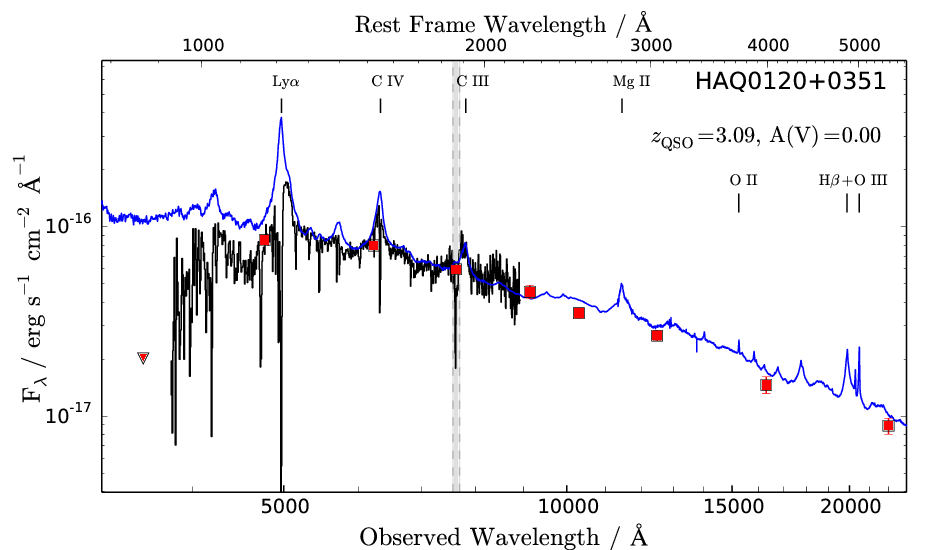 Rest Frame Wavelength / Å
1000 2000 3000 4000 5000
Lyα C IV C III Mg II HAQ0120+0351
z_QSO=3.09, A(V)=0.00
O II Hβ+O III
10^-16
10^-17
F_λ / erg s^−1 cm^−2 Å^−1
5000 10000 15000 20000
Observed Wavelength / Å